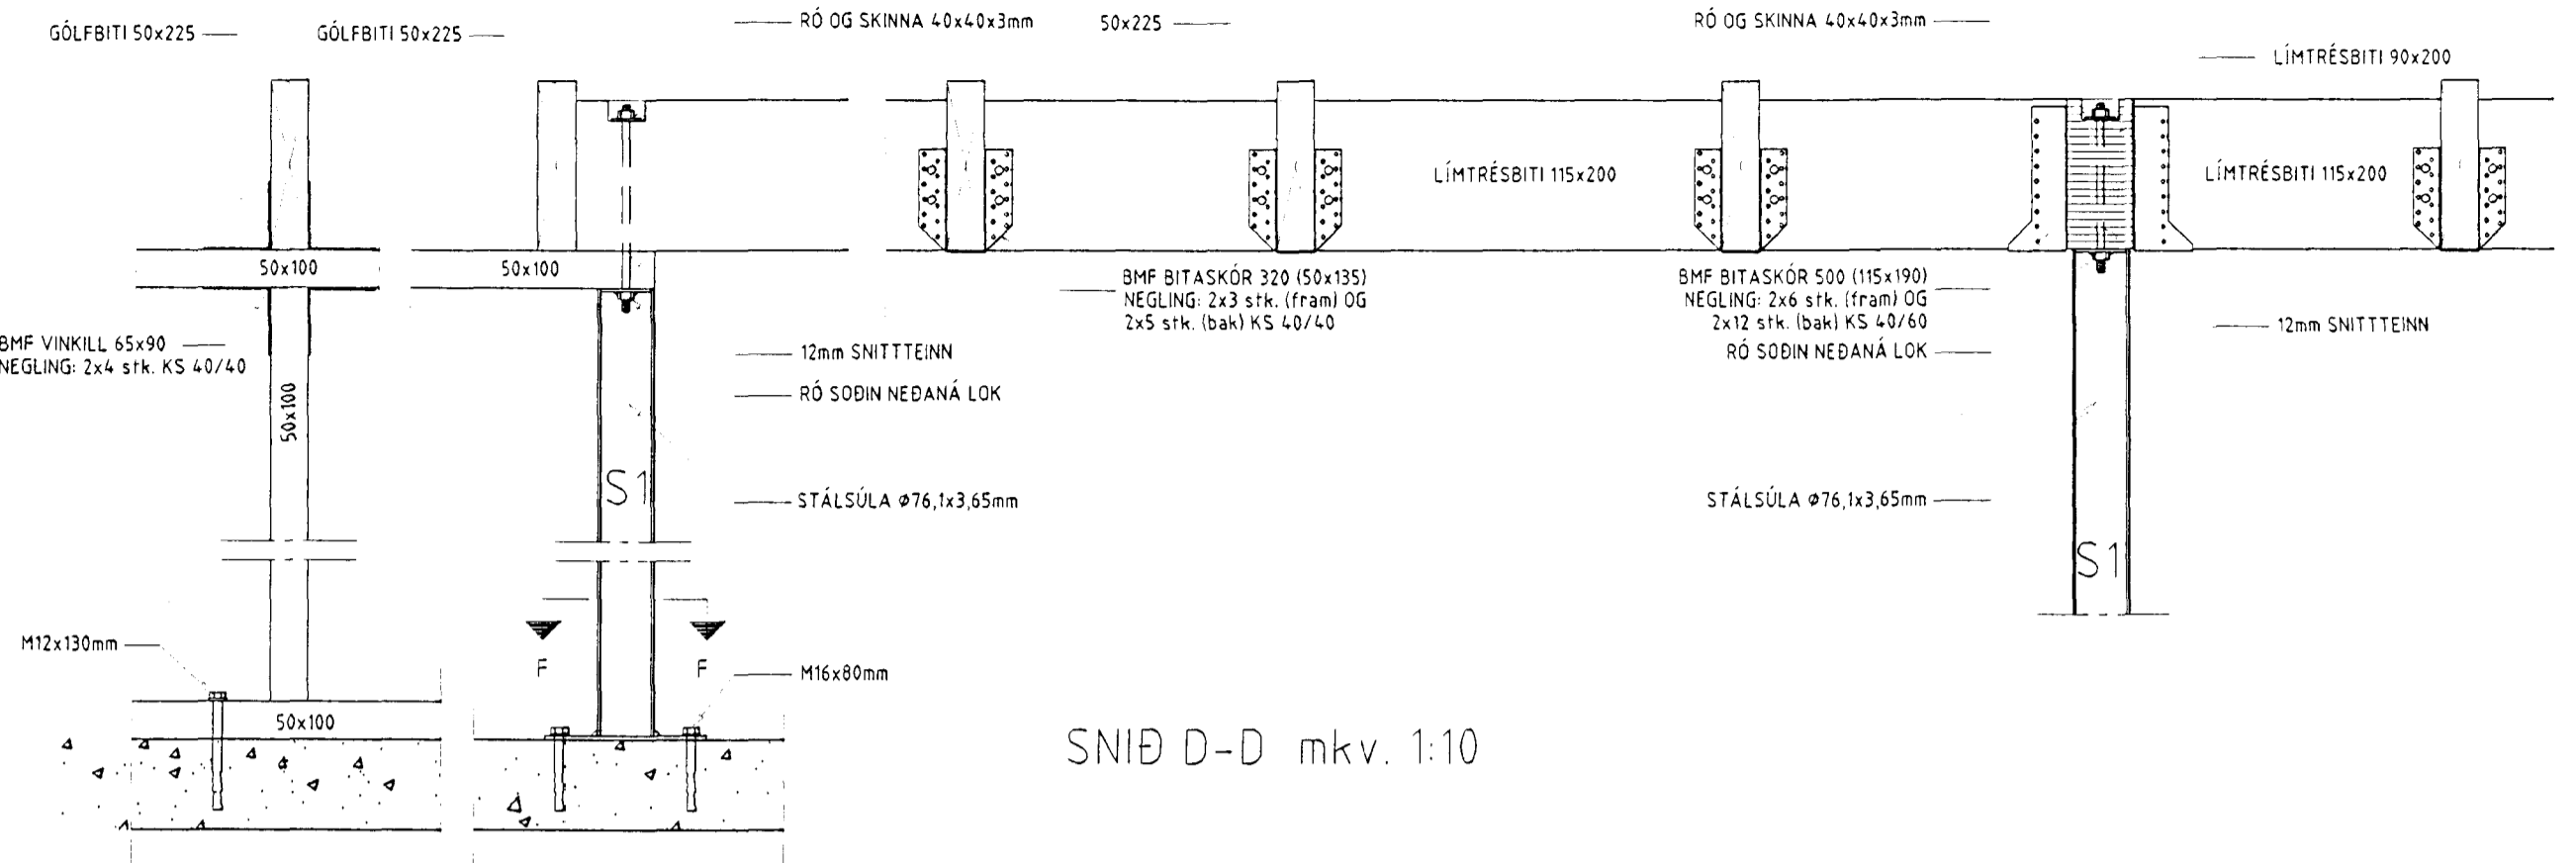 GÓLFBITI 50x225
GÓLFBITI 50x225
RÓ OG SKINNA 40x40x3mm
50x225
RÓ OG SKINNA 40x40x3mm
LÍMTRÉSBITI 90x200
LÍMTRÉSBITI 115x200
LÍMTRÉSBITI 115x200
50x100
50x100
BMF BITASKÓR 320 (50x135)
NEGLING: 2x3 stk. (fram) OG
2x5 stk. (bak) KS 40/40
BMF BITASKÓR 500 (115x190)
NEGLING: 2x6 stk. (fram) OG
2x12 stk. (bak) KS 40/60
RÓ SOÐIN NEÐANÁ LOK
12mm SNITTTEINN
BMF VINKILL 65x90
NEGLING: 2x4 stk. KS 40/40
12mm SNITTTEINN
RÓ SOÐIN NEÐANÁ LOK
50x100
S1
STÁLSÚLA ø76,1x3,65mm
STÁLSÚLA ø76,1x3,65mm
S1
M12x130mm
F
F
M16x80mm
50x100
SNIÐ D-D mkv. 1:10